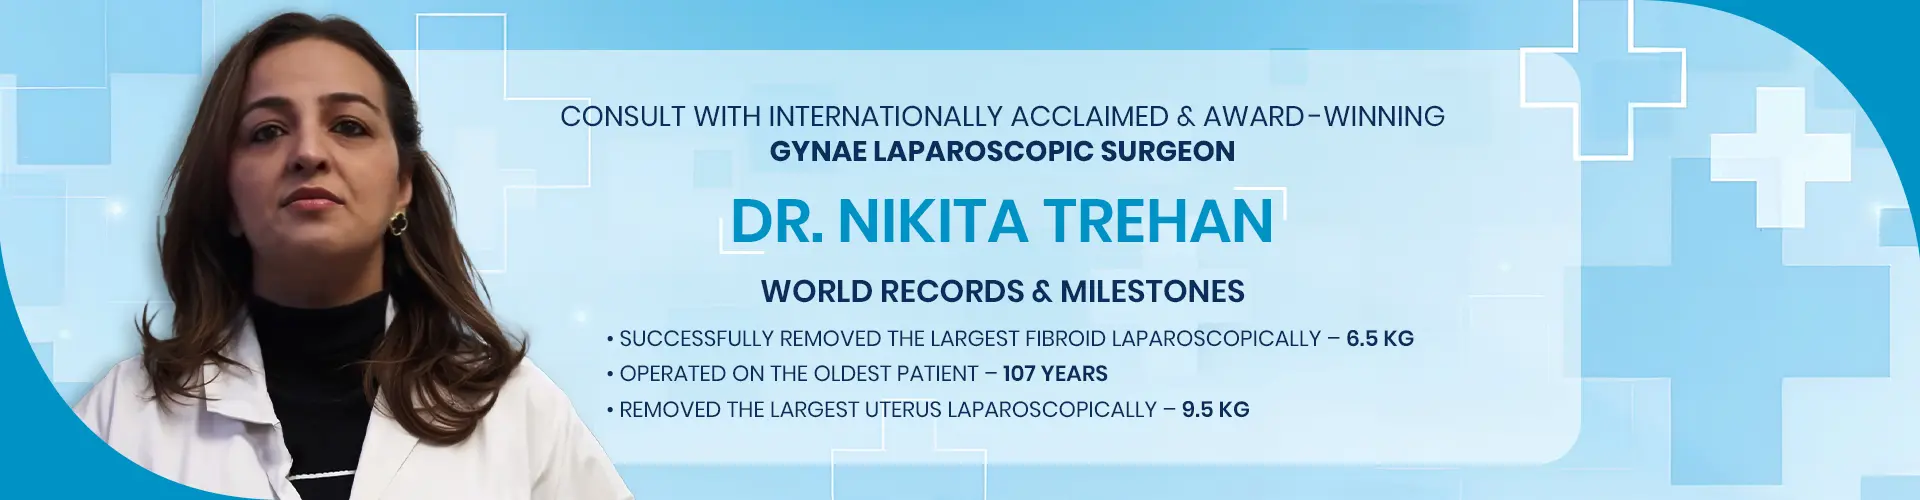 CONSULT WITH INTERNATIONALLY ACCLAIMED & AWARD-WINNING
GYNAE LAPAROSCOPIC SURGEON
DR. NIKITA TREHAN
WORLD RECORDS & MILESTONES
• SUCCESSFULLY REMOVED THE LARGEST FIBROID LAPAROSCOPICALLY – 6.5 KG
• OPERATED ON THE OLDEST PATIENT – 107 YEARS
• REMOVED THE LARGEST UTERUS LAPAROSCOPICALLY – 9.5 KG